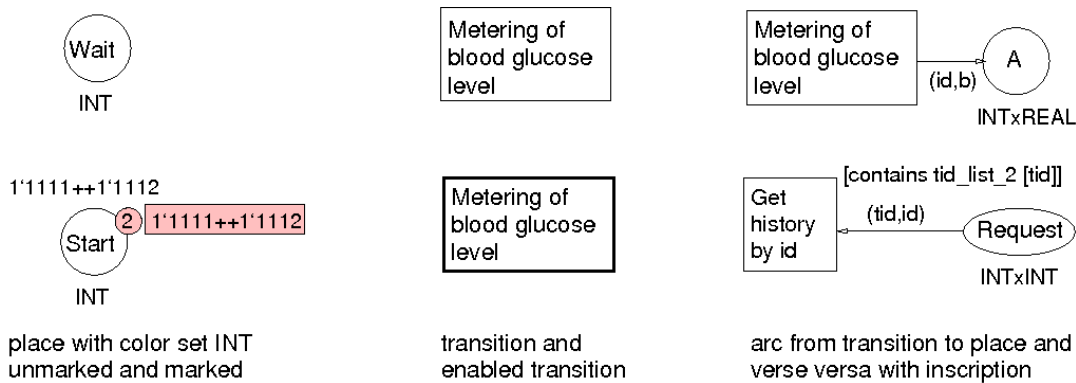 Wait
INT
Metering of
blood glucose
level
Metering of
blood glucose
level
(id,b)
A
INTxREAL
1‘1111++1‘1112
2
1‘1111++1‘1112
Start
INT
Metering of
blood glucose
level
[contains tid_list_2 [tid]]
Get
history
by id
(tid,id)
Request
INTxINT
place with color set INT
unmarked and marked
transition and
enabled transition
arc from transition to place and
verse versa with inscription